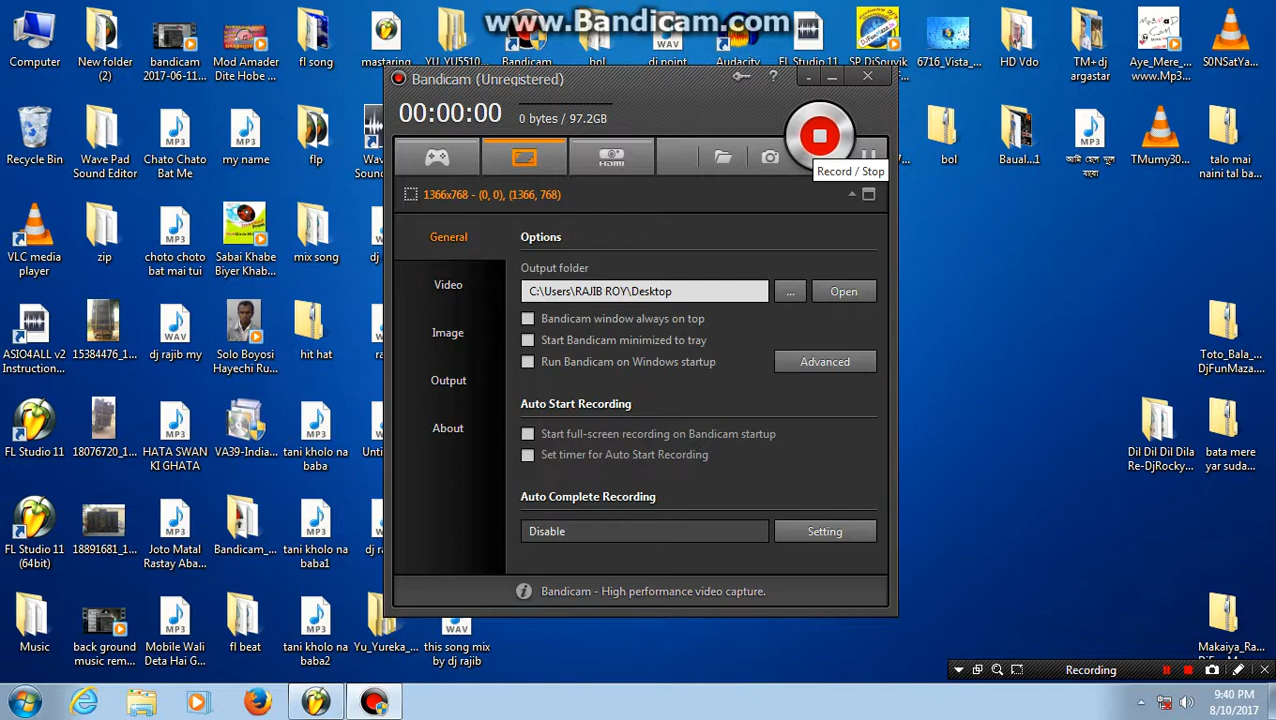 www.Bandicam.com
Computer
New folder (2)
bandicam 2017-06-11...
Mod Amader Dite Hobe ...
fl song
mastaring
YU_YU5510...
Bandicam
bol
dj point
Audacity
FL Studio 11
SP DjSouvik
6716_Vista_...
HD Vdo
TM+dj argastar
Aye_Mere_... www.Mp3...
S0NSatYa...
Bandicam (Unregistered)
00:00:00
0 bytes / 97.2GB
HDMI
Record / Stop
1366x768 - (0, 0), (1366, 768)
Recycle Bin
Wave Pad Sound Editor
Chato Chato Bat Me
my name
flp
bol
Baual...1
আমি হেলে দুলে যাবো
TMumy30...
talo mai naini tal ba...
General
Video
Image
Output
About
Options
Output folder
C:\Users\RAJIB ROY\Desktop
...
Open
Bandicam window always on top
Start Bandicam minimized to tray
Run Bandicam on Windows startup
Advanced
Auto Start Recording
Start full-screen recording on Bandicam startup
Set timer for Auto Start Recording
Auto Complete Recording
Disable
Setting
Bandicam - High performance video capture.
VLC media player
zip
choto choto bat mai tui
Sabai Khabe Biyer Khab...
mix song
ASIO4ALL v2 Instruction...
15384476_1...
dj rajib my
Solo Boyosi Hayechi Ru...
hit hat
Toto_Bala_... DjFunMaza....
FL Studio 11
18076720_1...
HATA SWAN KI GHATA
VA39-India...
tani kholo na baba
Dil Dil Dil Dila Re-DjRocky...
bata mere yar suda...
FL Studio 11 (64bit)
18891681_1...
Joto Matal Rastay Aba...
Bandicam_...
tani kholo na baba1
Music
back ground music rem...
Mobile Wali Deta Hai G...
fl beat
tani kholo na baba2
Yu_Yureka_...
this song mix by dj rajib
Makaiya_Ra...
Recording
9:40 PM
8/10/2017